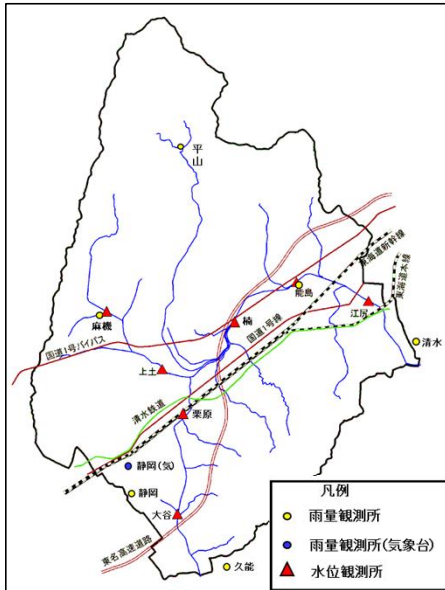 平山
東海道新幹線
東海道本線
能島
楠
江尻
麻機
国道1号バイパス
国道1号線
清水
上土
清水鉄道
栗原
静岡(気)
静岡
大谷
東名高速道路
久能
凡例
雨量観測所
雨量観測所(気象台)
水位観測所